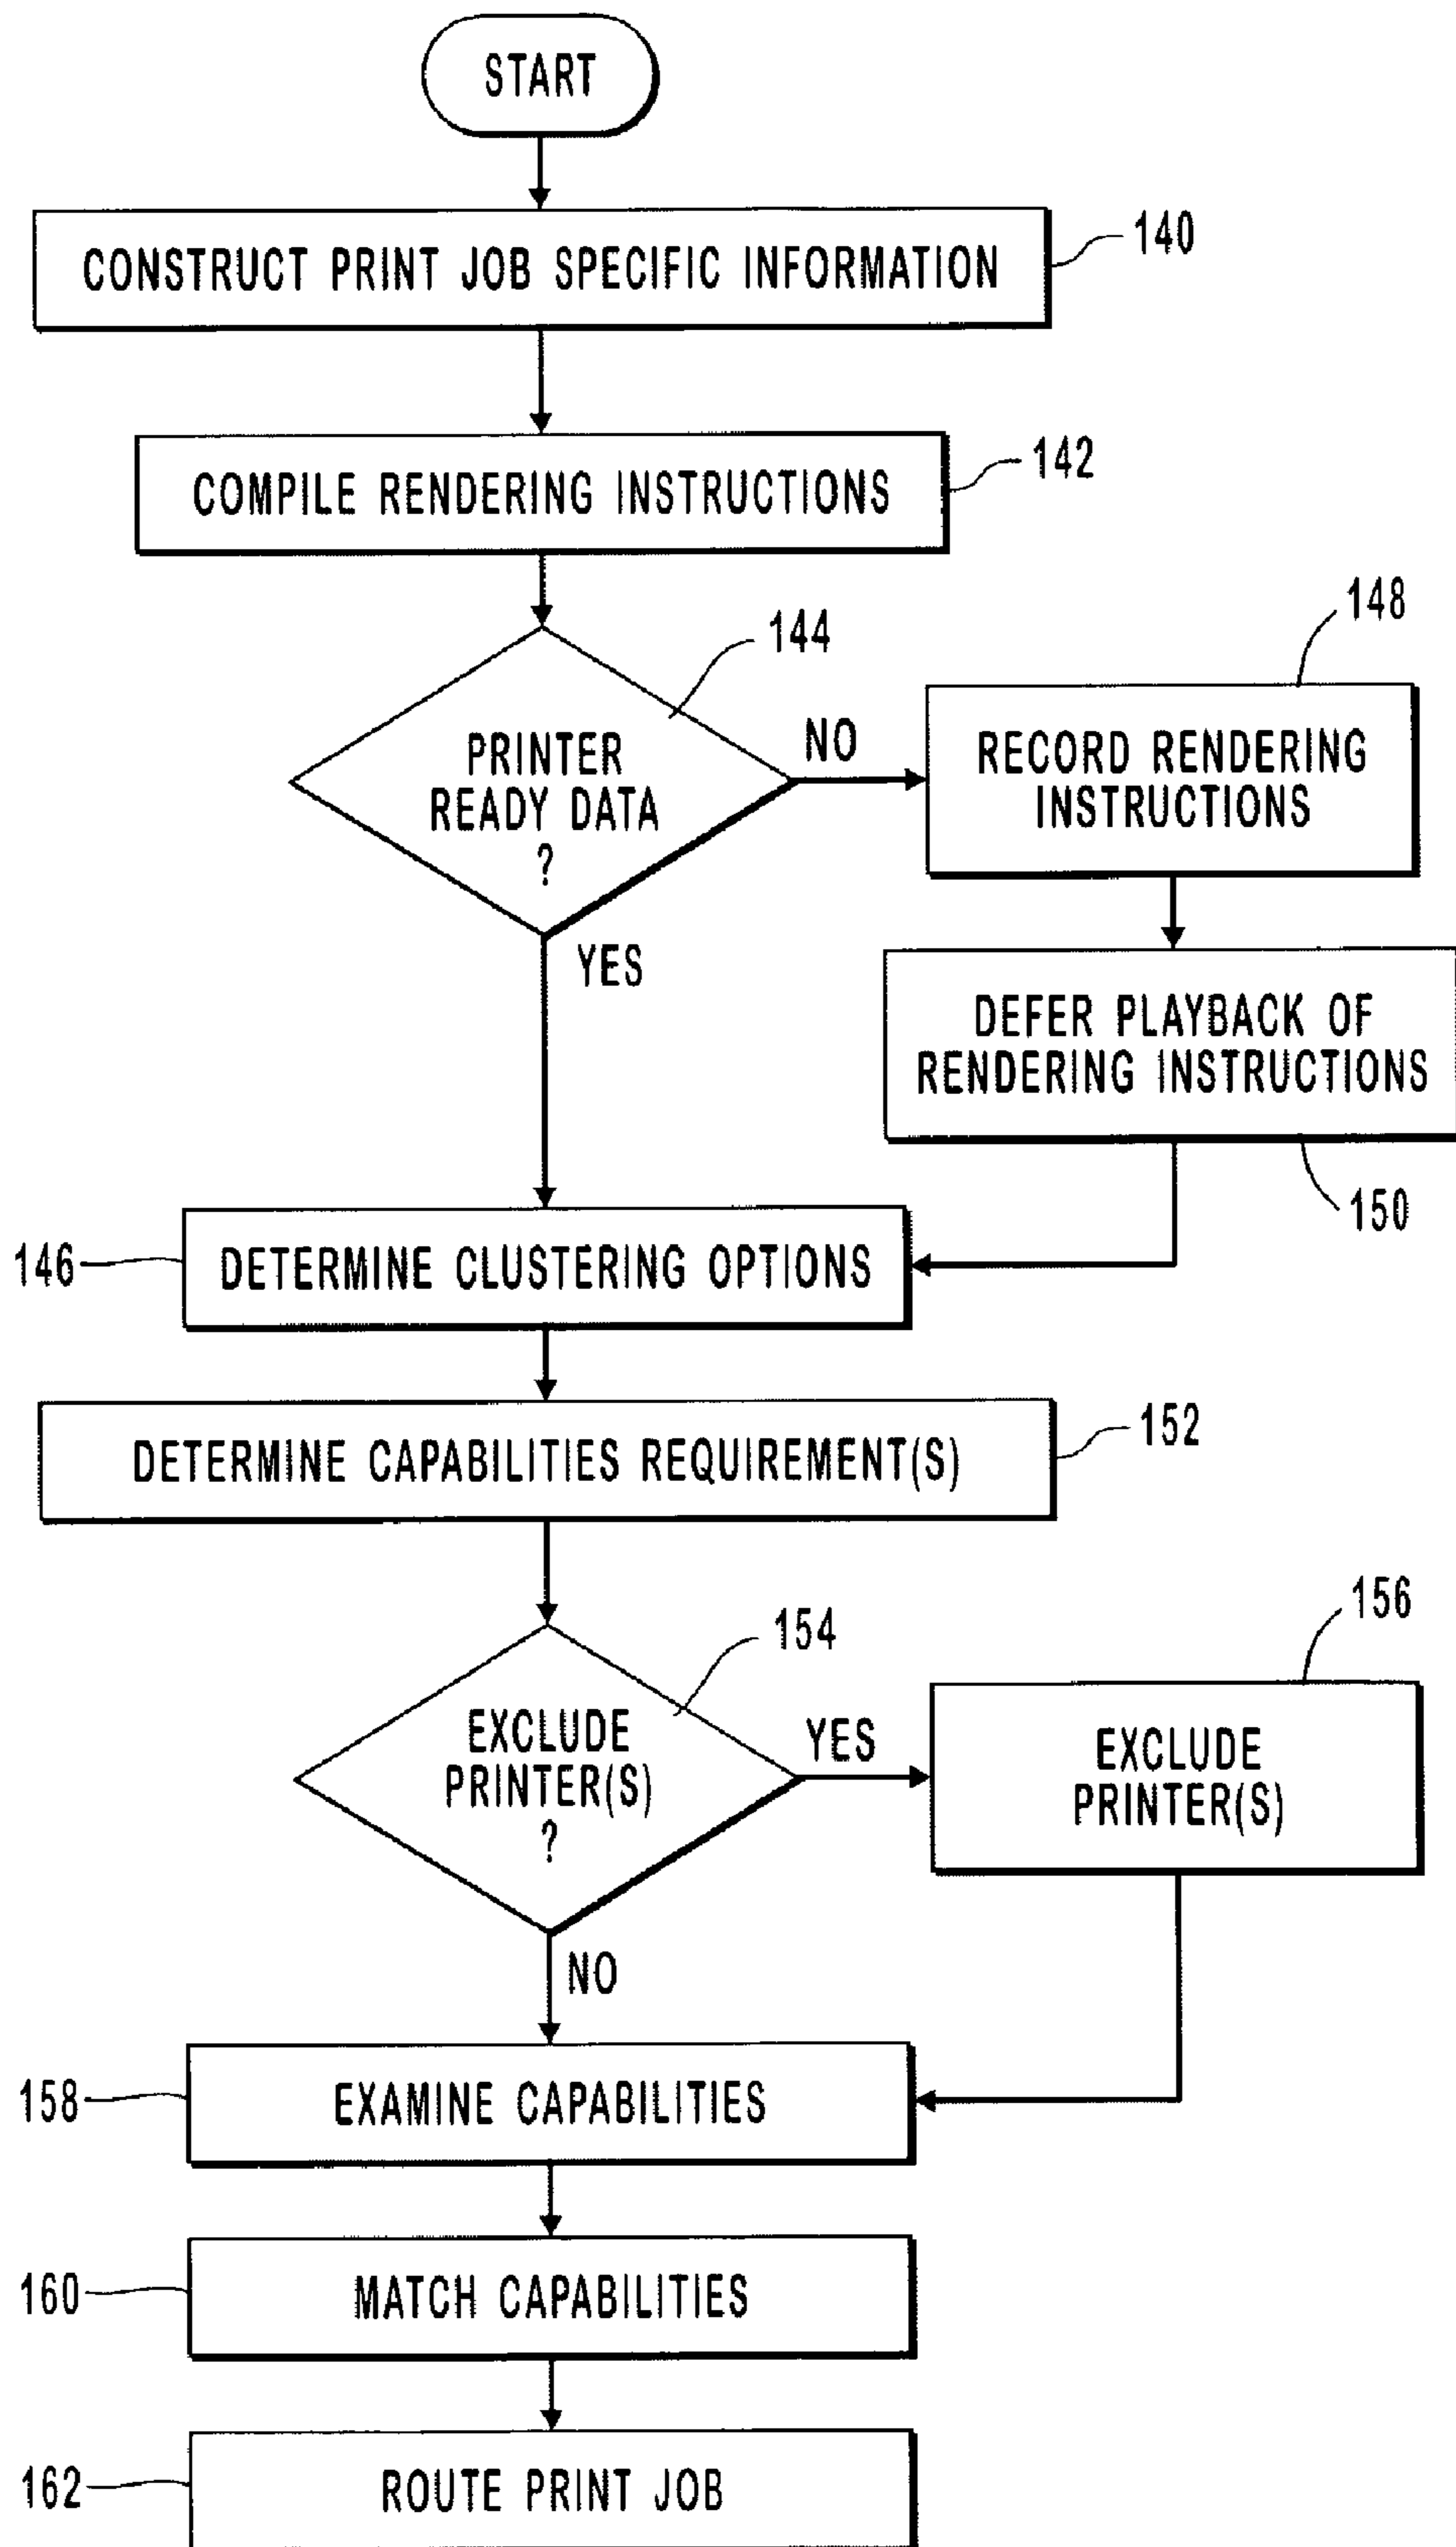 START
CONSTRUCT PRINT JOB SPECIFIC INFORMATION
140
COMPILE RENDERING INSTRUCTIONS
142
144
148
PRINTER
READY DATA
?
NO
YES
RECORD RENDERING
INSTRUCTIONS
DEFER PLAYBACK OF
RENDERING INSTRUCTIONS
150
146
DETERMINE CLUSTERING OPTIONS
DETERMINE CAPABILITIES REQUIREMENT(S)
152
154
156
EXCLUDE
PRINTER(S)
?
YES
NO
EXCLUDE
PRINTER(S)
158
EXAMINE CAPABILITIES
160
MATCH CAPABILITIES
162
ROUTE PRINT JOB